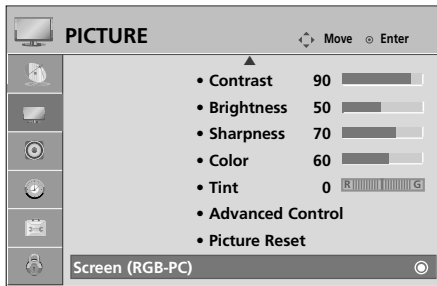 PICTURE Move Enter
• Contrast 90
• Brightness 50
• Sharpness 70
• Color 60
• Tint 0 R G
• Advanced Control
• Picture Reset
Screen (RGB-PC)